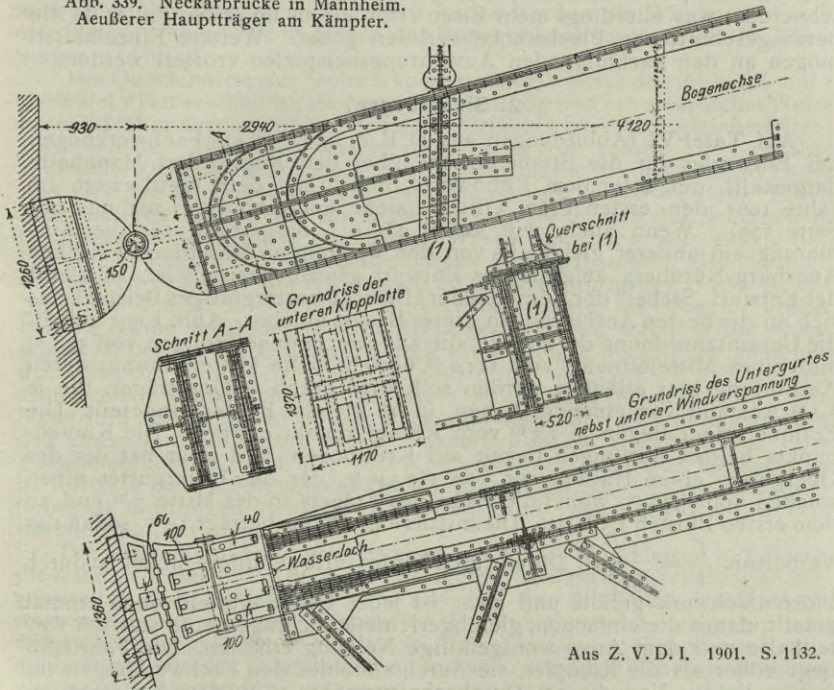 Abb. 339. Neckarbrücke in Mannheim.
Aeußerer Hauptträger am Kämpfer.
930
2940
4120
Bogenachse
A
150
1260
(1)
A
Querschnitt
bei (1)
(1)
520
Schnitt A-A
Grundriss der
unteren Kipplatte
1370
1170
Grundriss des Untergurtes
nebst unterer Windverspannung
60
100
40
Wasserloch
100
1360
Aus Z. V. D. I. 1901. S. 1132.